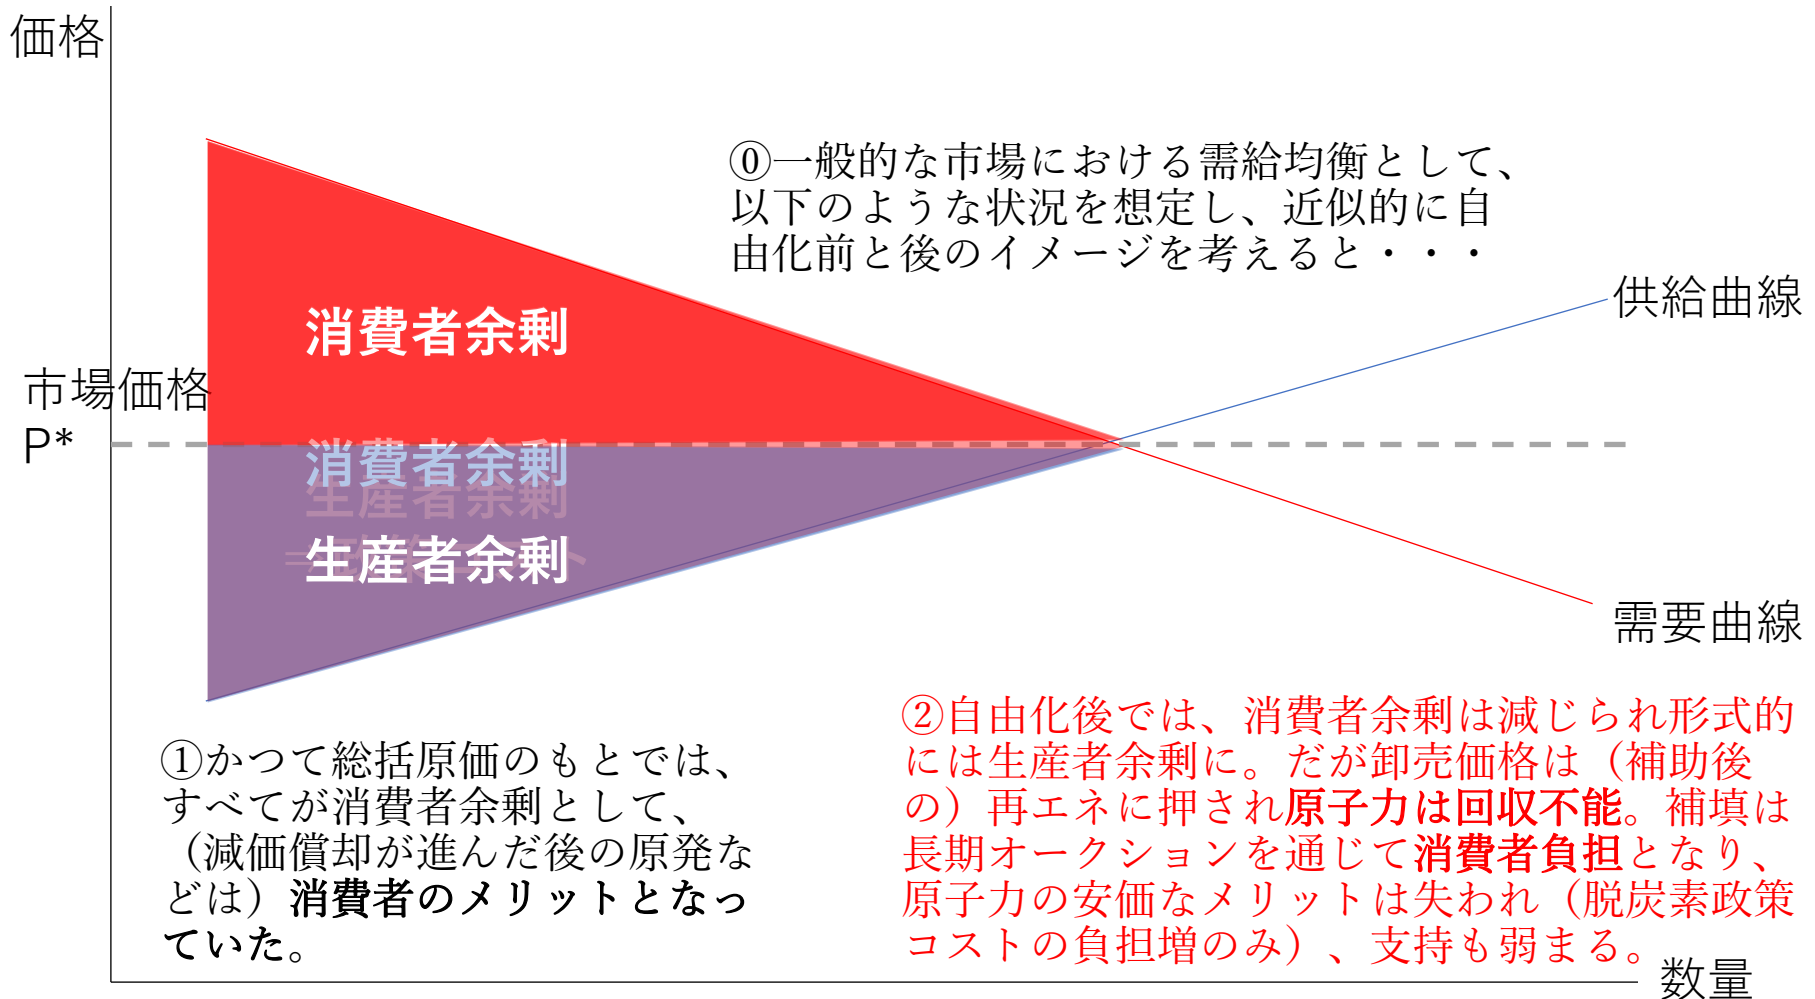 価格
⓪一般的な市場における需給均衡として、
以下のような状況を想定し、近似的に自
由化前と後のイメージを考えると・・・
供給曲線
消費者余剰
市場価格
P*
消費者余剰
生産者余剰
生産者余剰
需要曲線
①かつて総括原価のもとでは、
すべてが消費者余剰として、
（減価償却が進んだ後の原発な
どは）消費者のメリットとなっ
ていた。
②自由化後では、消費者余剰は減じられ形式的
には生産者余剰に。だが卸売価格は（補助後
の）再エネに押され原子力は回収不能。補填は
長期オークションを通じて消費者負担となり、
原子力の安価なメリットは失われ（脱炭素政策
コストの負担増のみ）、支持も弱まる。
数量